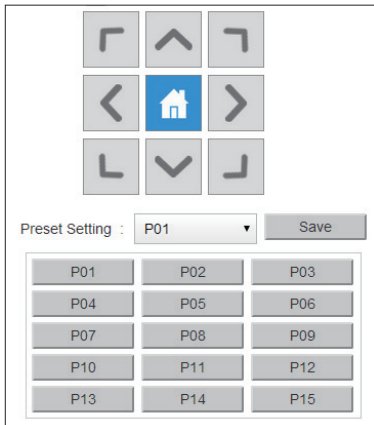 Preset Setting : P01 Save
P01 P02 P03
P04 P05 P06
P07 P08 P09
P10 P11 P12
P13 P14 P15